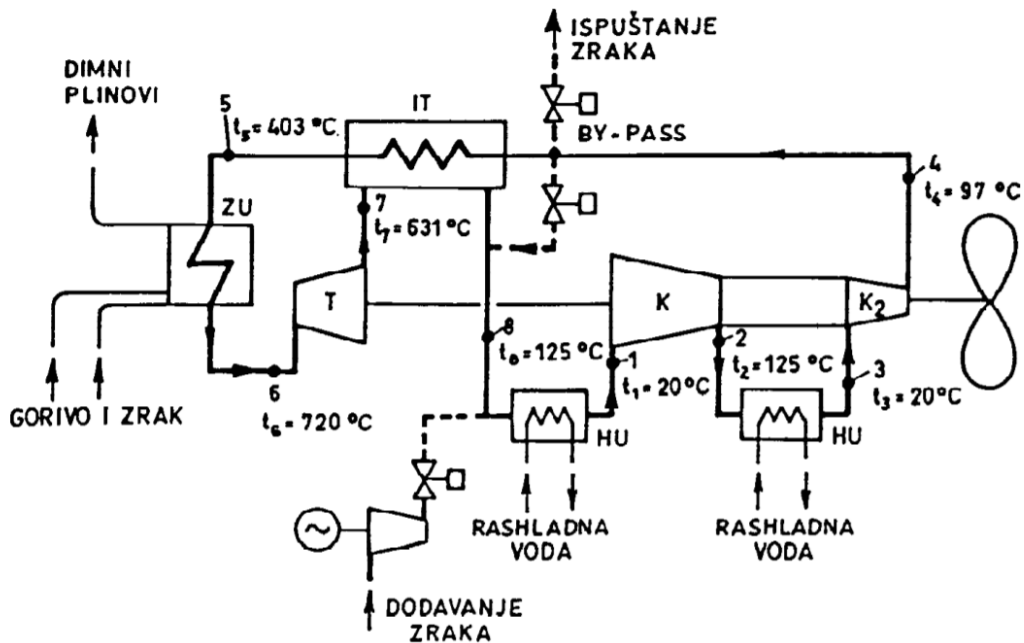 ISPUŠTANJE
ZRAKA
DIMNI
PLINOVI
5
t₅ = 403 °C.
IT
BY-PASS
4
t₄ = 97 °C
ZU
7
t₇ = 631 °C
T
K
K₂
8
t₈ = 125 °C
1
t₁ = 20 °C
2
t₂ = 125 °C
3
t₃ = 20 °C
6
t₆ = 720 °C
GORIVO I ZRAK
HU
HU
~
RASHLADNA
VODA
RASHLADNA
VODA
DODAVANJE
ZRAKA